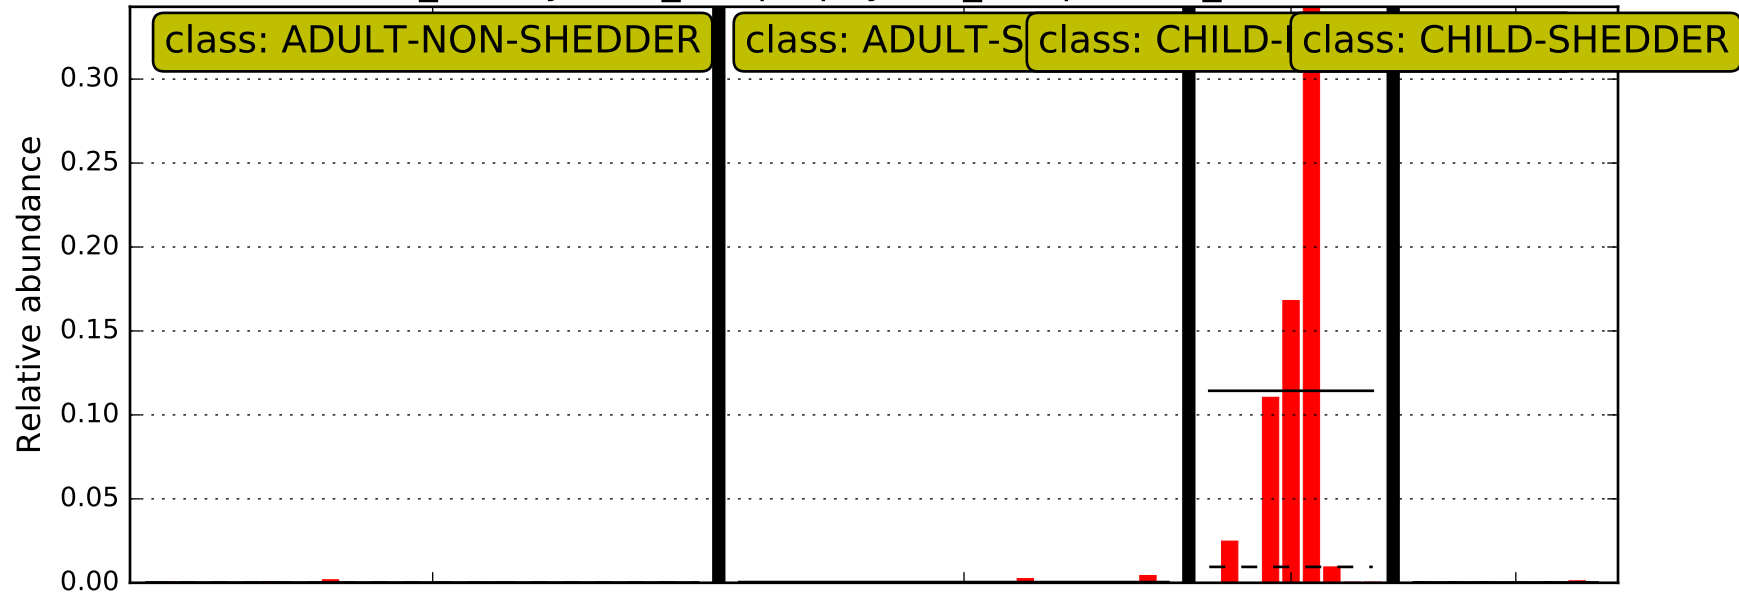 class: ADULT-NON-SHEDDER
class: ADULT-S
class: CHILD-
class: CHILD-SHEDDER
Relative abundance
0.30
0.25
0.20
0.15
0.10
0.05
0.00